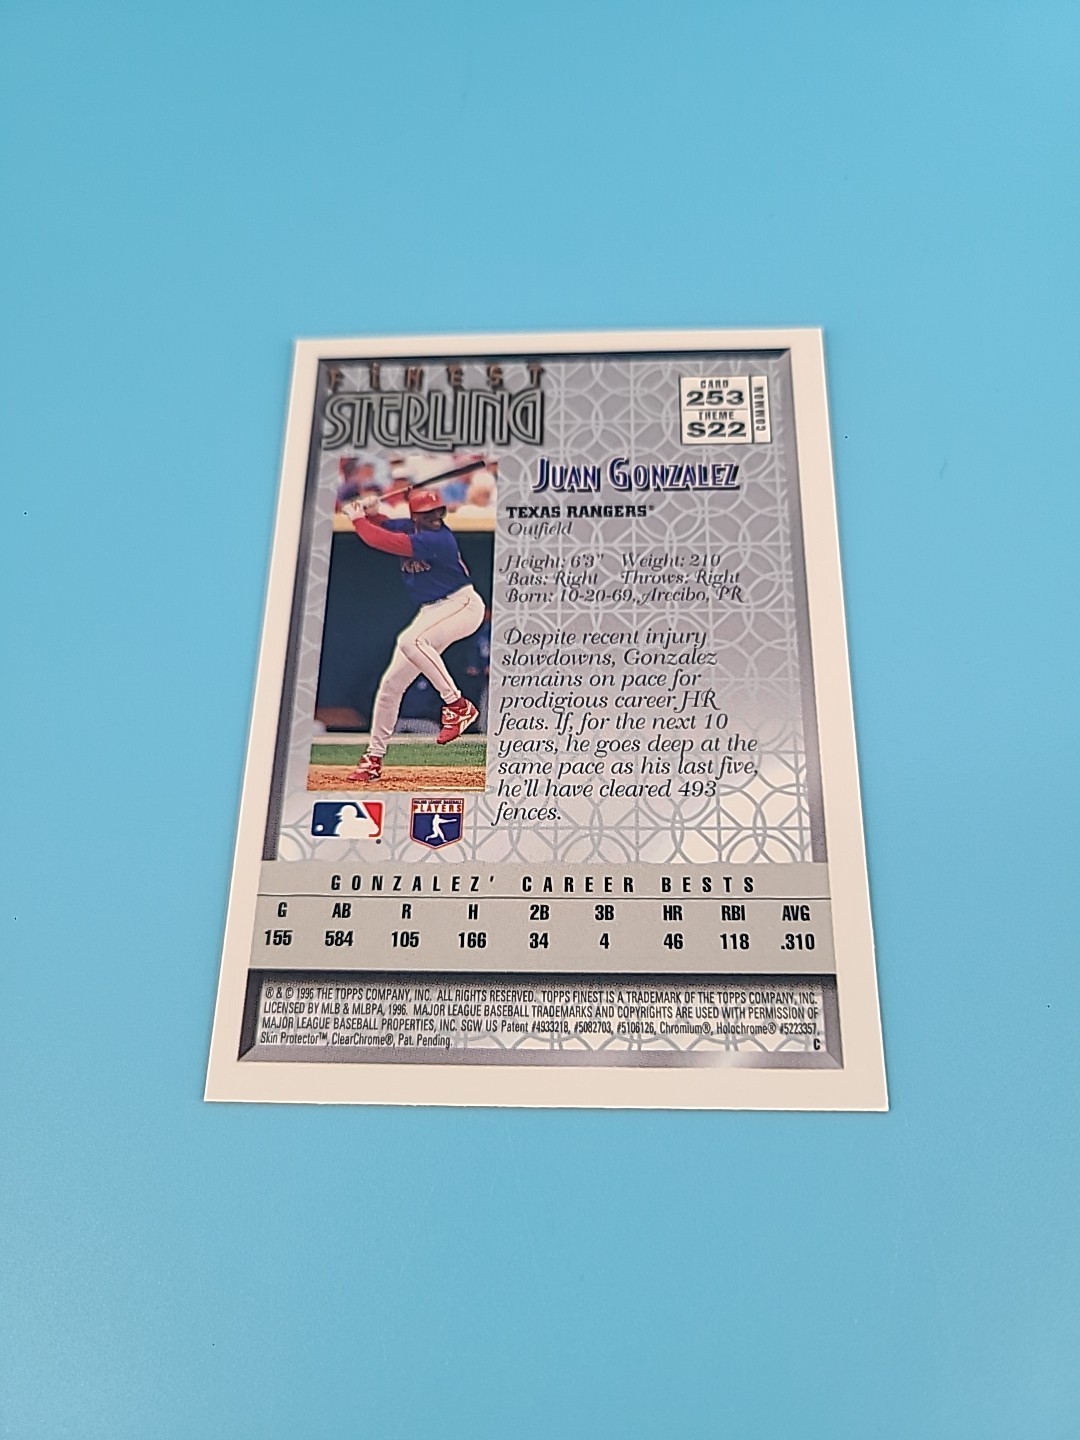 FINEST
STERLING
CARD
253
THEME
S22
COMMON
JUAN GONZALEZ
TEXAS RANGERS®
Outfield
Height: 6'3" Weight: 210
Bats: Right Throws: Right
Born: 10-20-69, Arecibo, PR
Despite recent injury
slowdowns, Gonzalez
remains on pace for
prodigious career HR
feats. If, for the next 10
years, he goes deep at the
same pace as his last five,
he'll have cleared 493
fences.
MAJOR LEAGUE BASEBALL
PLAYERS
GONZALEZ' CAREER BESTS
G AB R H 2B 3B HR RBI AVG
155 584 105 166 34 4 46 118 .310
® & © 1996 THE TOPPS COMPANY, INC. ALL RIGHTS RESERVED. TOPPS FINEST IS A TRADEMARK OF THE TOPPS COMPANY, INC.
LICENSED BY MLB & MLBPA, 1996. MAJOR LEAGUE BASEBALL TRADEMARKS AND COPYRIGHTS ARE USED WITH PERMISSION OF
MAJOR LEAGUE BASEBALL PROPERTIES, INC. SGW US Patent #4933218, #5082703, #5106126, Chromium®, Holochrome® #5223357,
Skin Protector™, ClearChrome®, Pat. Pending. C